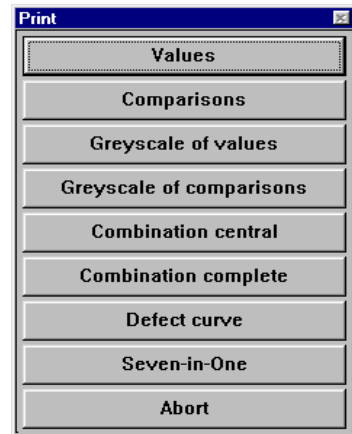 Print
Values
Comparisons
Greyscale of values
Greyscale of comparisons
Combination central
Combination complete
Defect curve
Seven-in-One
Abort